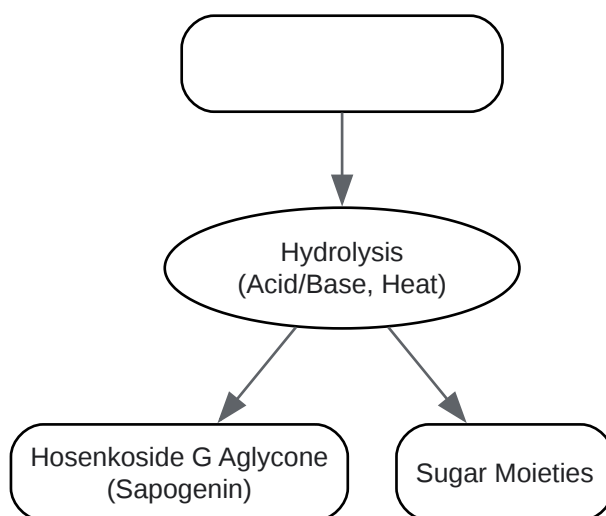 Hydrolysis
(Acid/Base, Heat)
Hosenkoside G Aglycone
(Sapogenin)
Sugar Moieties